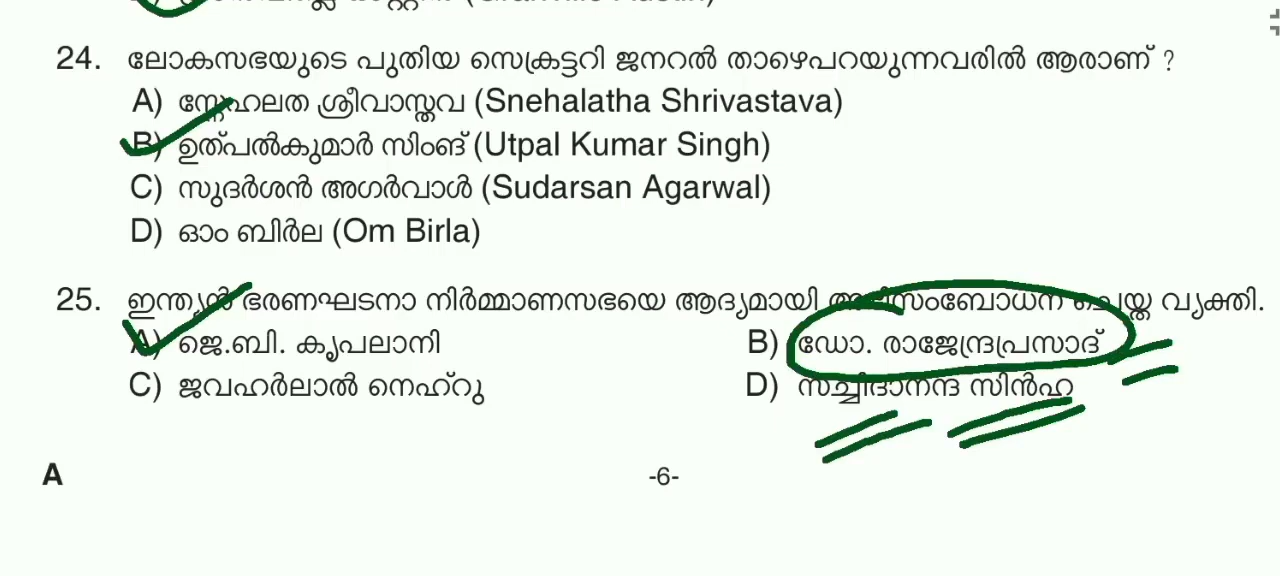 24. ലോകസഭയുടെ പുതിയ സെക്രട്ടറി ജനറൽ താഴെപറയുന്നവരിൽ ആരാണ് ?
A) സ്നേഹലത ശ്രീവാസ്തവ (Snehalatha Shrivastava)
B) ഉത്പൽകുമാർ സിംങ് (Utpal Kumar Singh)
C) സുദർശൻ അഗർവാൾ (Sudarsan Agarwal)
D) ഓം ബിർല (Om Birla)
25. ഇന്ത്യൻ ഭരണഘടനാ നിർമ്മാണസഭയെ ആദ്യമായി അഭിസംബോധന ചെയ്ത വ്യക്തി.
A) ജെ.ബി. കൃപലാനി B) ഡോ. രാജേന്ദ്രപ്രസാദ്
C) ജവഹർലാൽ നെഹ്റു D) സച്ചിദാനന്ദ സിൻഹ
A -6-